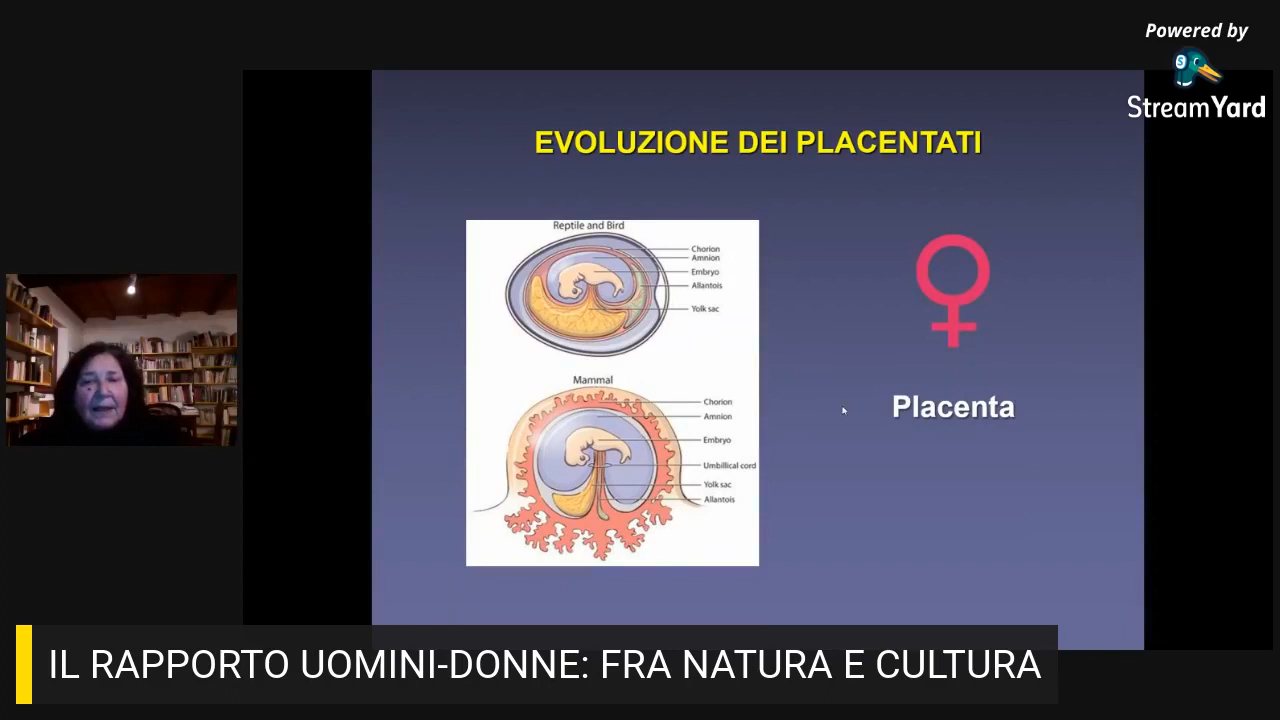 Powered by
StreamYard
EVOLUZIONE DEI PLACENTATI
Reptile and Bird
Chorion
Amnion
Embryo
Allantois
Yolk sac
Mammal
Chorion
Amnion
Embryo
Umbillical cord
Yolk sac
Allantois
Placenta
IL RAPPORTO UOMINI-DONNE: FRA NATURA E CULTURA